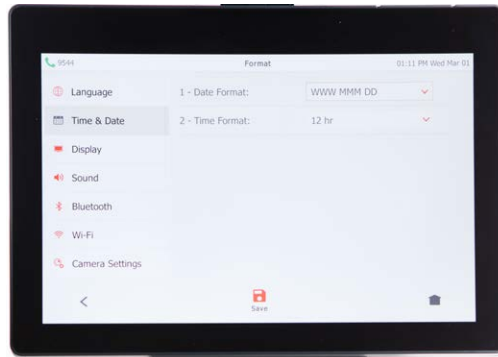 9544 Format 01:11 PM Wed Mar 01
Language 1 - Date Format: WWW MMM DD
Time & Date 2 - Time Format: 12 hr
Display
Sound
Bluetooth
Wi-Fi
Camera Settings
Save